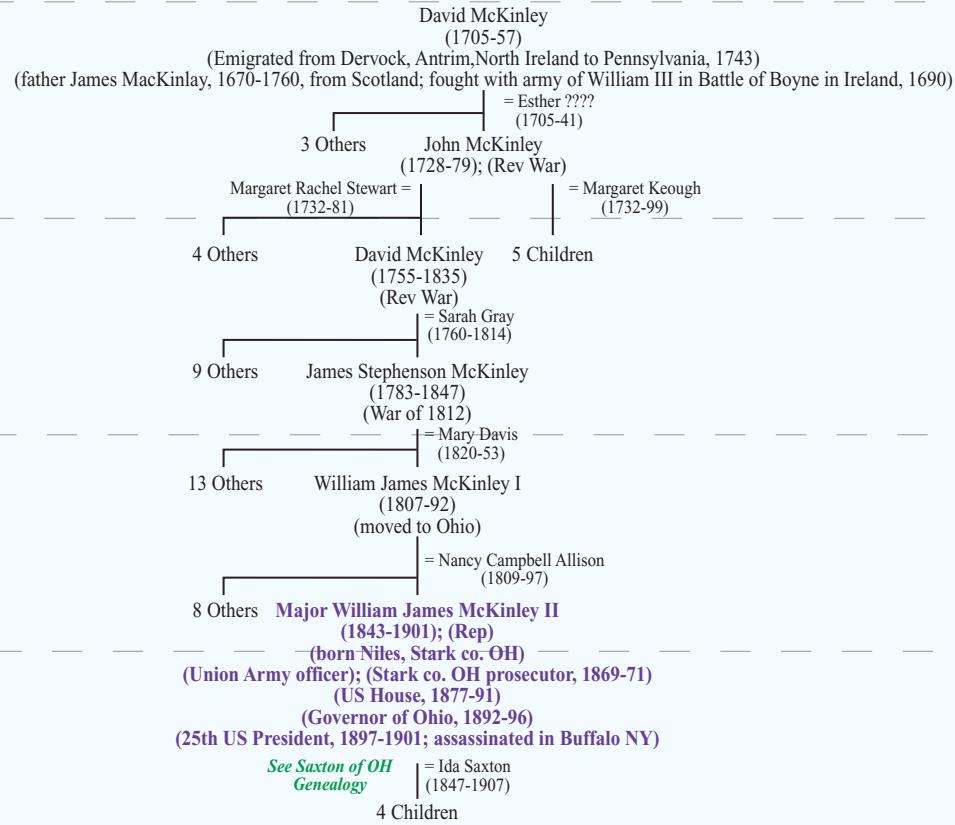 David McKinley
(1705-57)
(Emigrated from Dervock, Antrim,North Ireland to Pennsylvania, 1743)
(father James MacKinlay, 1670-1760, from Scotland; fought with army of William III in Battle of Boyne in Ireland, 1690)
= Esther ????
(1705-41)
3 Others
John McKinley
(1728-79); (Rev War)
Margaret Rachel Stewart =
(1732-81)
= Margaret Keough
(1732-99)
4 Others
David McKinley
5 Children
(1755-1835)
(Rev War)
= Sarah Gray
(1760-1814)
9 Others
James Stephenson McKinley
(1783-1847)
(War of 1812)
= Mary Davis
(1820-53)
13 Others
William James McKinley I
(1807-92)
(moved to Ohio)
= Nancy Campbell Allison
(1809-97)
8 Others
Major William James McKinley II
(1843-1901); (Rep)
(born Niles, Stark co. OH)
(Union Army officer); (Stark co. OH prosecutor, 1869-71)
(US House, 1877-91)
(Governor of Ohio, 1892-96)
(25th US President, 1897-1901; assassinated in Buffalo NY)
See Saxton of OH
Genealogy
= Ida Saxton
(1847-1907)
4 Children